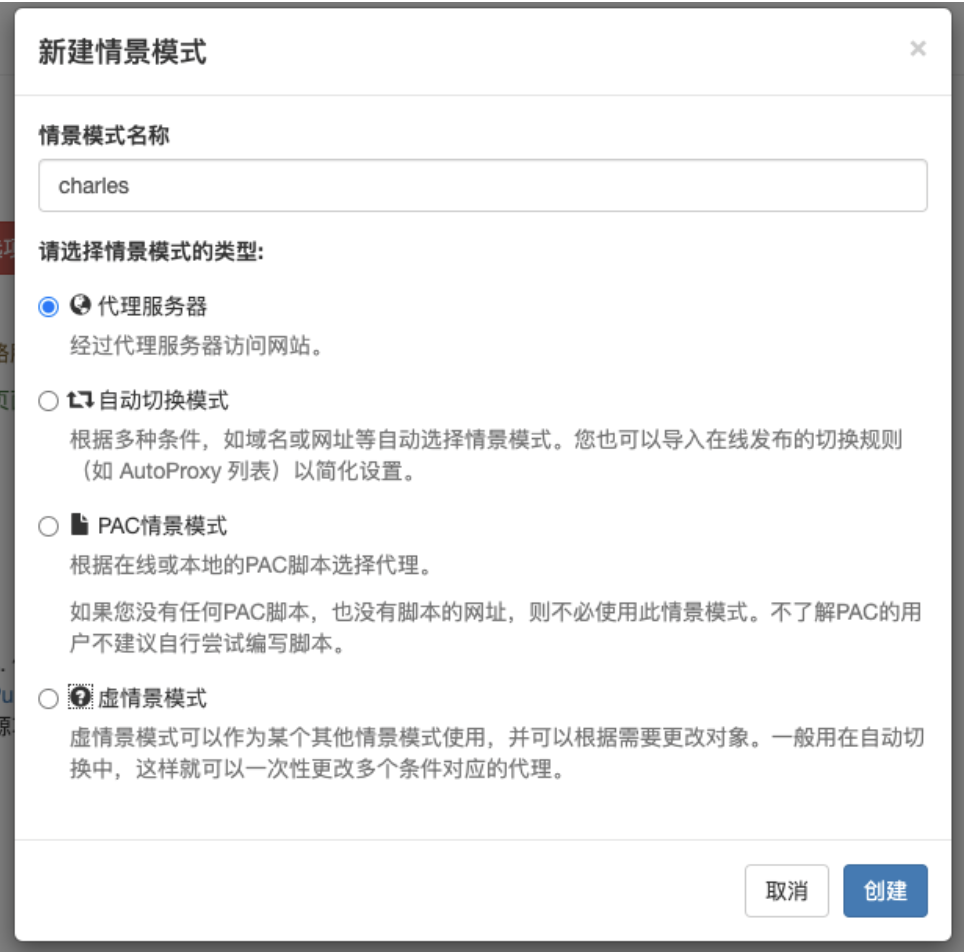 新建情景模式
×
情景模式名称
charles
请选择情景模式的类型:
代理服务器
经过代理服务器访问网站。
自动切换模式
根据多种条件，如域名或网址等自动选择情景模式。您也可以导入在线发布的切换规则
（如 AutoProxy 列表）以简化设置。
PAC情景模式
根据在线或本地的PAC脚本选择代理。
如果您没有任何PAC脚本，也没有脚本的网址，则不必使用此情景模式。不了解PAC的用
户不建议自行尝试编写脚本。
虚情景模式
虚情景模式可以作为某个其他情景模式使用，并可以根据需要更改对象。一般用在自动切
换中，这样就可以一次性更改多个条件对应的代理。
取消
创建